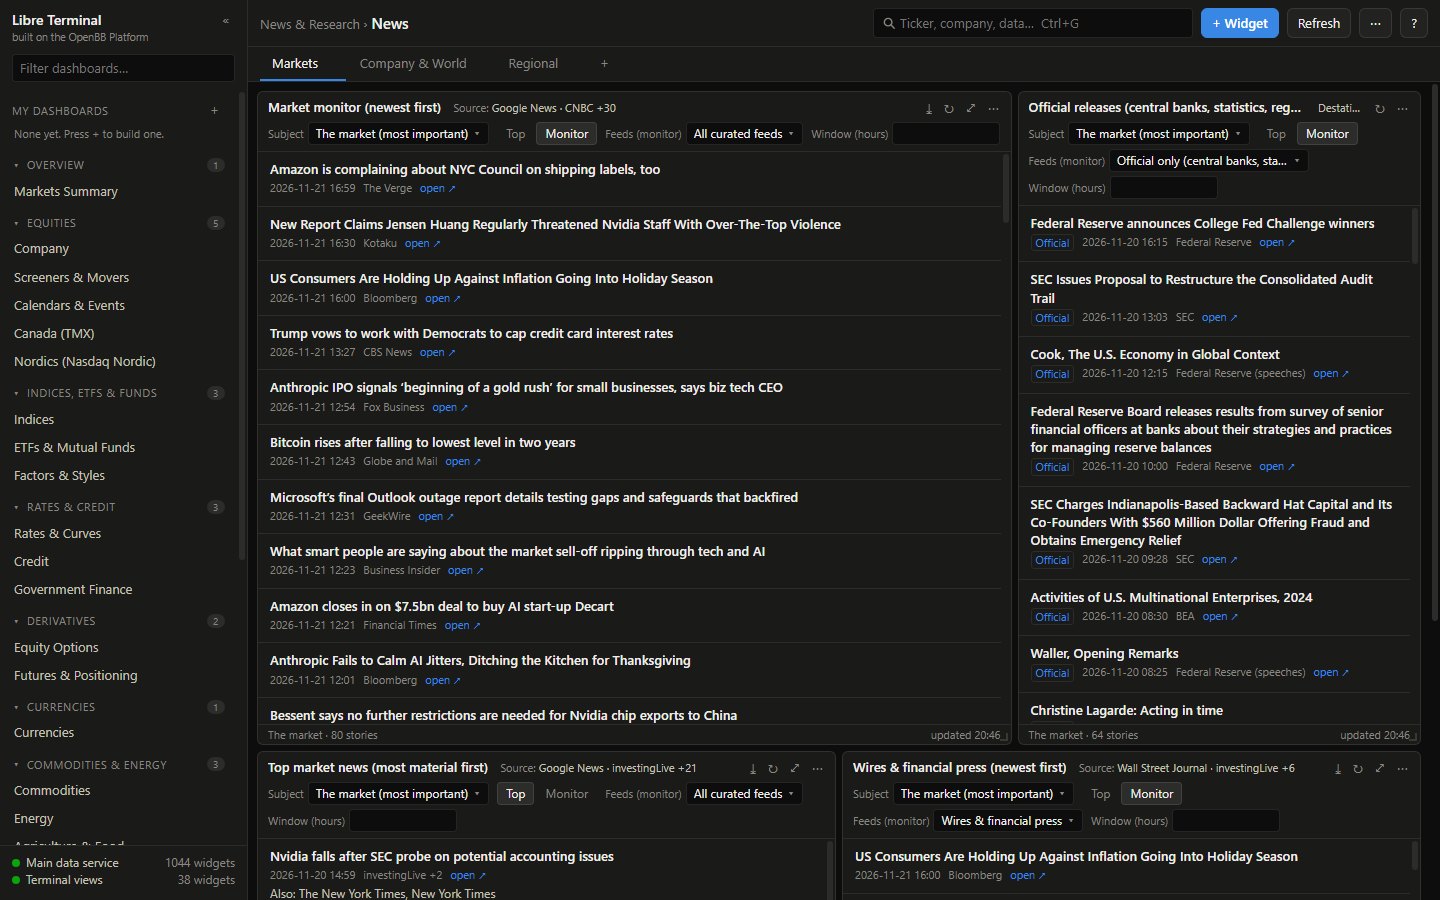 Libre Terminal «
built on the OpenBB Platform
Filter dashboards...
MY DASHBOARDS +
None yet. Press + to build one.
OVERVIEW 1
Markets Summary
EQUITIES 5
Company
Screeners & Movers
Calendars & Events
Canada (TMX)
Nordics (Nasdaq Nordic)
INDICES, ETFS & FUNDS 3
Indices
ETFs & Mutual Funds
Factors & Styles
RATES & CREDIT 3
Rates & Curves
Credit
Government Finance
DERIVATIVES 2
Equity Options
Futures & Positioning
CURRENCIES 1
Currencies
COMMODITIES & ENERGY 3
Commodities
Energy
Agriculture & Food
Main data service 1044 widgets
Terminal views 38 widgets
News & Research › News
Ticker, company, data... Ctrl+G
+ Widget
Refresh
...
?
Markets Company & World Regional +
Market monitor (newest first) Source: Google News · CNBC +30
Subject The market (most important) Top Monitor Feeds (monitor) All curated feeds Window (hours)
Amazon is complaining about NYC Council on shipping labels, too
2026-11-21 16:59 The Verge open ↗
New Report Claims Jensen Huang Regularly Threatened Nvidia Staff With Over-The-Top Violence
2026-11-21 16:30 Kotaku open ↗
US Consumers Are Holding Up Against Inflation Going Into Holiday Season
2026-11-21 16:00 Bloomberg open ↗
Trump vows to work with Democrats to cap credit card interest rates
2026-11-21 13:27 CBS News open ↗
Anthropic IPO signals ‘beginning of a gold rush’ for small businesses, says biz tech CEO
2026-11-21 12:54 Fox Business open ↗
Bitcoin rises after falling to lowest level in two years
2026-11-21 12:43 Globe and Mail open ↗
Microsoft’s final Outlook outage report details testing gaps and safeguards that backfired
2026-11-21 12:31 GeekWire open ↗
What smart people are saying about the market sell-off ripping through tech and AI
2026-11-21 12:23 Business Insider open ↗
Amazon closes in on $7.5bn deal to buy AI start-up Decart
2026-11-21 12:21 Financial Times open ↗
Anthropic Fails to Calm AI Jitters, Ditching the Kitchen for Thanksgiving
2026-11-21 12:01 Bloomberg open ↗
Bessent says no further restrictions are needed for Nvidia chip exports to China
The market · 80 stories updated 20:46
Official releases (central banks, statistics, reg... Destati...
Subject The market (most important) Top Monitor
Feeds (monitor) Official only (central banks, sta...
Window (hours)
Federal Reserve announces College Fed Challenge winners
Official 2026-11-20 16:15 Federal Reserve open ↗
SEC Issues Proposal to Restructure the Consolidated Audit
Trail
Official 2026-11-20 13:03 SEC open ↗
Cook, The U.S. Economy in Global Context
Official 2026-11-20 12:15 Federal Reserve (speeches) open ↗
Federal Reserve Board releases results from survey of senior
financial officers at banks about their strategies and practices
for managing reserve balances
Official 2026-11-20 10:00 Federal Reserve open ↗
SEC Charges Indianapolis-Based Backward Hat Capital and Its
Co-Founders With $560 Million Dollar Offering Fraud and
Obtains Emergency Relief
Official 2026-11-20 09:28 SEC open ↗
Activities of U.S. Multinational Enterprises, 2024
Official 2026-11-20 08:30 BEA open ↗
Waller, Opening Remarks
Official 2026-11-20 08:25 Federal Reserve (speeches) open ↗
Christine Lagarde: Acting in time
The market · 64 stories updated 20:46
Top market news (most material first) Source: Google News · investingLive +21
Subject The market (most important) Top Monitor Feeds (monitor) All curated feeds
Window (hours)
Nvidia falls after SEC probe on potential accounting issues
2026-11-20 14:59 investingLive +2 open ↗
Also: The New York Times, New York Times
Wires & financial press (newest first) Source: Wall Street Journal · investingLive +6
Subject The market (most important) Top Monitor
Feeds (monitor) Wires & financial press Window (hours)
US Consumers Are Holding Up Against Inflation Going Into Holiday Season
2026-11-21 16:00 Bloomberg open ↗